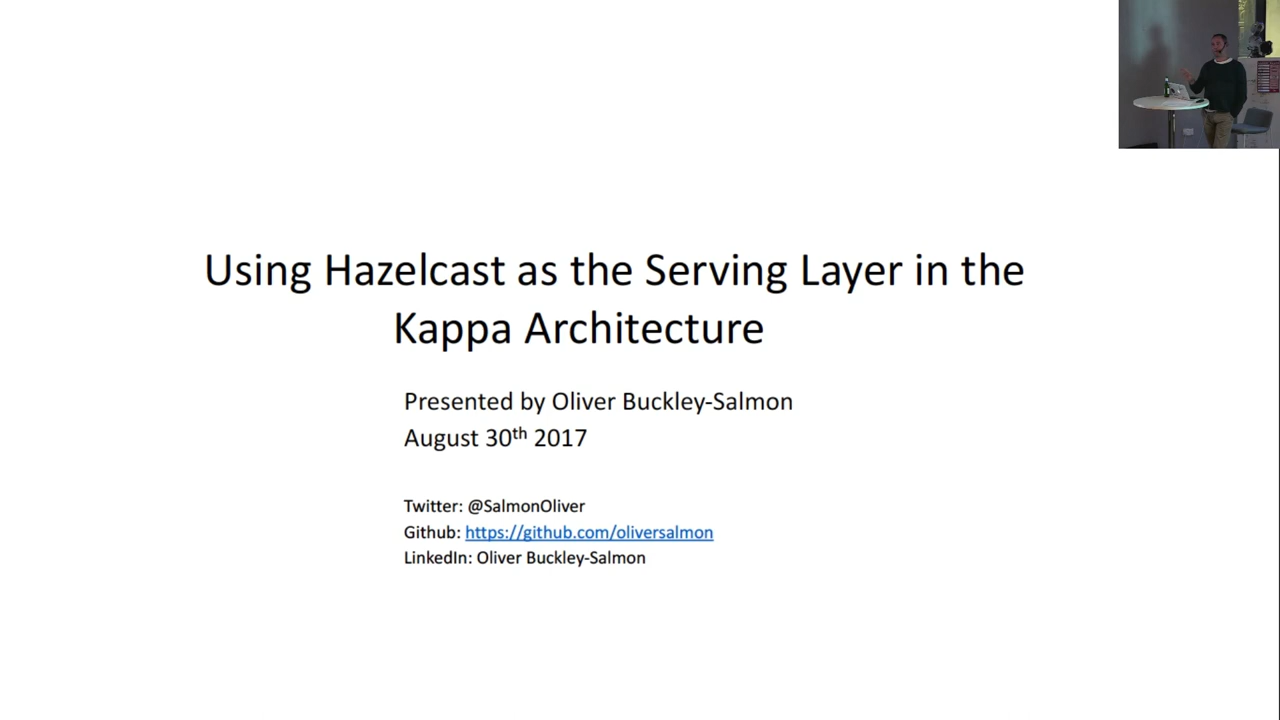 Using Hazelcast as the Serving Layer in the
Kappa Architecture
Presented by Oliver Buckley-Salmon
August 30th 2017
Twitter: @SalmonOliver
Github: https://github.com/oliversalmon
LinkedIn: Oliver Buckley-Salmon